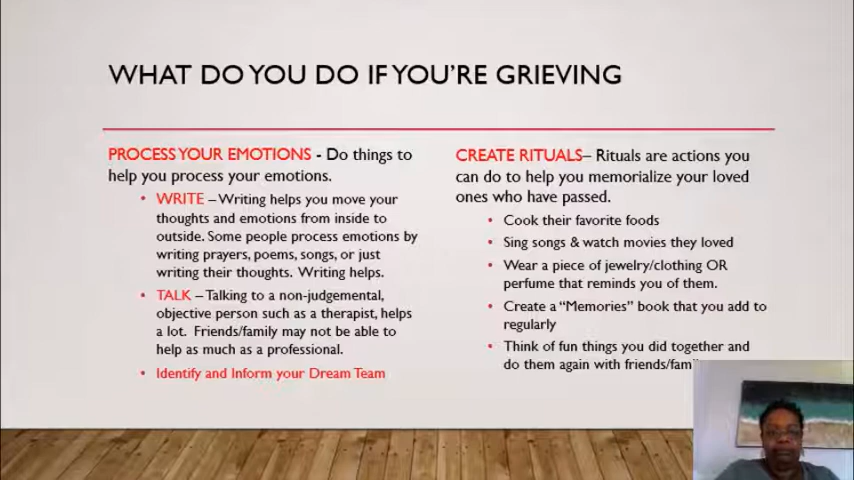 WHAT DO YOU DO IF YOU'RE GRIEVING
PROCESS YOUR EMOTIONS - Do things to
help you process your emotions.
• WRITE – Writing helps you move your
thoughts and emotions from inside to
outside. Some people process emotions by
writing prayers, poems, songs, or just
writing their thoughts. Writing helps.
• TALK – Talking to a non-judgemental,
objective person such as a therapist, helps
a lot. Friends/family may not be able to
help as much as a professional.
• Identify and Inform your Dream Team
CREATE RITUALS– Rituals are actions you
can do to help you memorialize your loved
ones who have passed.
• Cook their favorite foods
• Sing songs & watch movies they loved
• Wear a piece of jewelry/clothing OR
perfume that reminds you of them.
• Create a “Memories” book that you add to
regularly
• Think of fun things you did together and
do them again with friends/fam